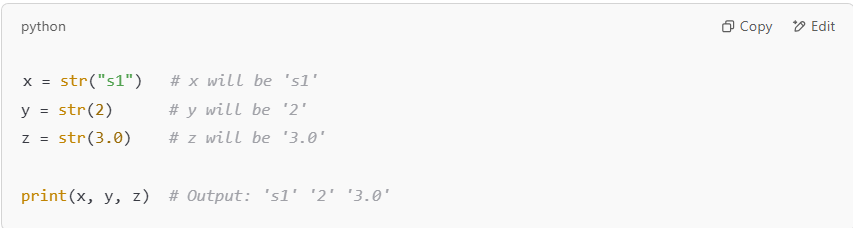 python Copy Edit
x = str("s1")   # x will be 's1'
y = str(2)      # y will be '2'
z = str(3.0)    # z will be '3.0'
print(x, y, z)  # Output: 's1' '2' '3.0'